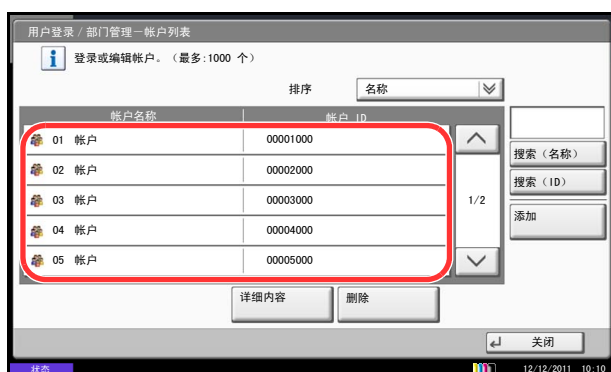 用户登录 / 部门管理－帐户列表
登录或编辑帐户。（最多:1000 个）
排序 名称
帐户名称 帐户 ID
01 帐户 00001000
02 帐户 00002000
03 帐户 00003000
04 帐户 00004000
05 帐户 00005000
1/2
搜索（名称）
搜索（ID）
添加
详细内容 删除
关闭
状态 12/12/2011 10:10